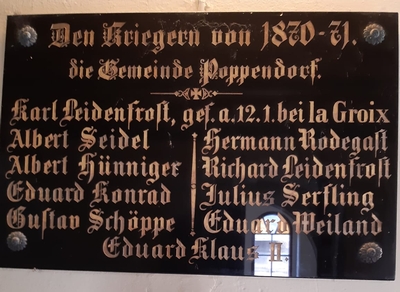 Den Kriegern von 1870-71.
die Gemeinde Poppendorf.
Karl Leidenfrost, gef. a. 12.1. bei la Groix
Albert Seidel Hermann Rodegast
Albert Hünniger Richard Leidenfrost
Eduard Konrad Julius Serfling
Gustav Schöppe Eduard Weiland
Eduard Klaus II